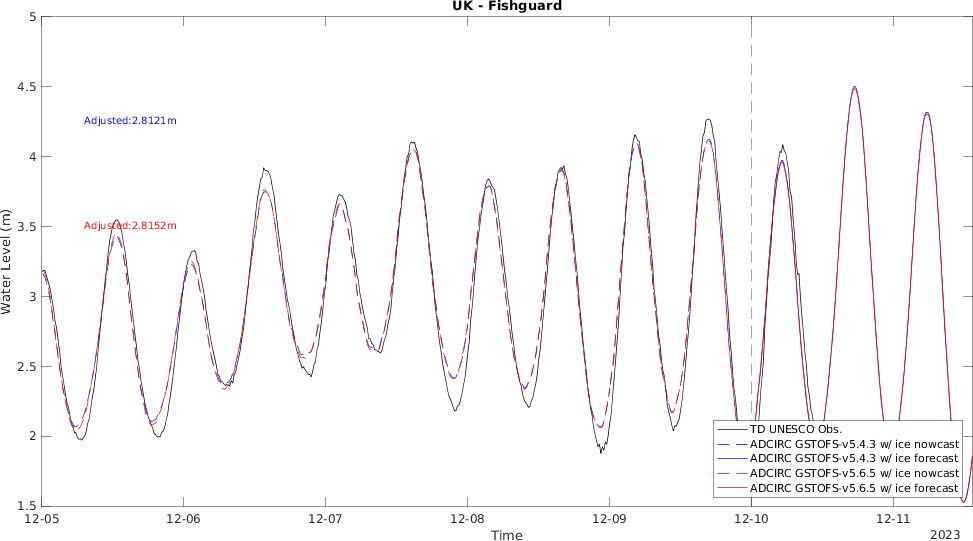 UK - Fishguard
5
4.5
4
3.5
3
2.5
2
1.5
Water Level (m)
Adjusted:2.8121m
Adjusted:2.8152m
TD UNESCO Obs.
ADCIRC GSTOFS-v5.4.3 w/ ice nowcast
ADCIRC GSTOFS-v5.4.3 w/ ice forecast
ADCIRC GSTOFS-v5.6.5 w/ ice nowcast
ADCIRC GSTOFS-v5.6.5 w/ ice forecast
12-05 12-06 12-07 12-08 12-09 12-10 12-11
Time
2023